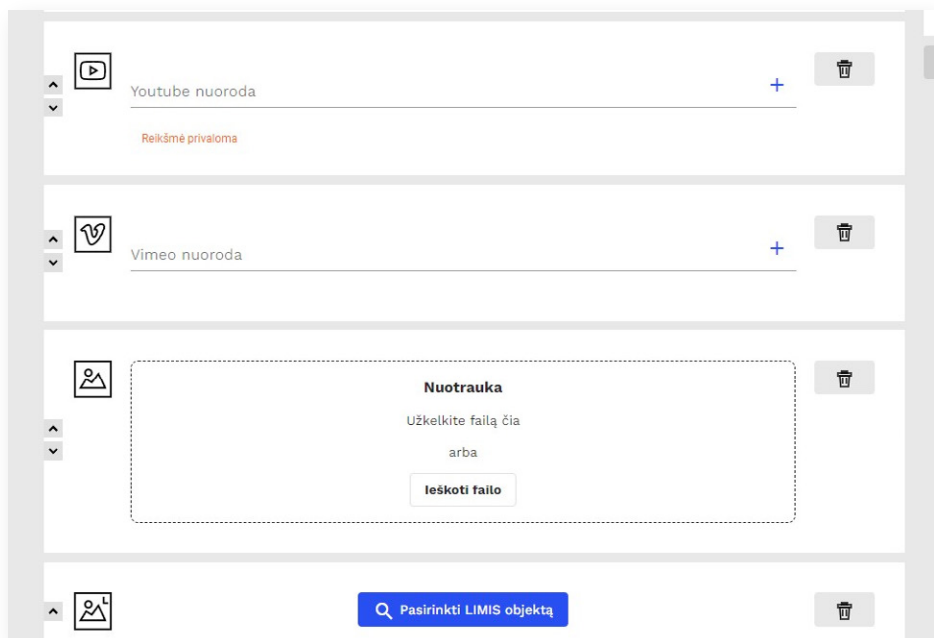 Youtube nuoroda
Reikšmė privaloma
Vimeo nuoroda
Nuotrauka
Užkelkite failą čia
arba
Ieškoti failo
L
Pasirinkti LIMIS objektą